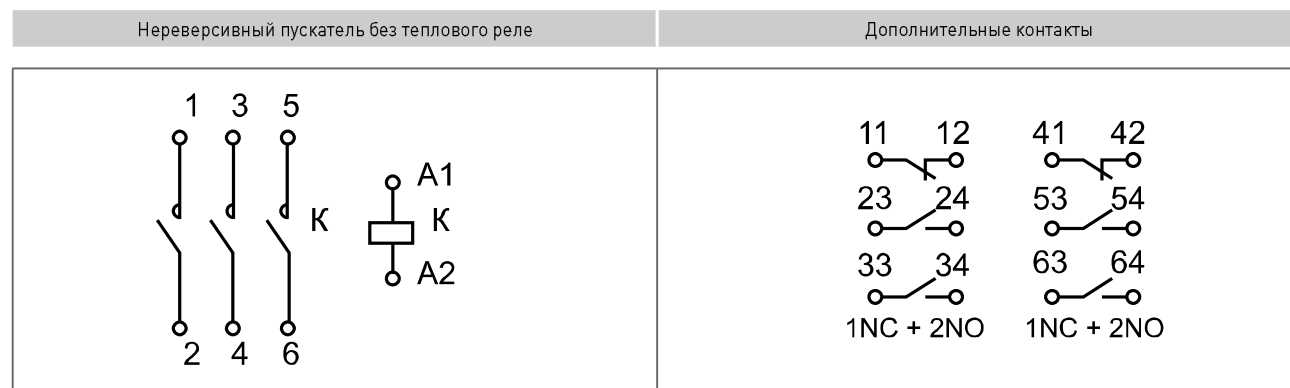 Нереверсивный пускатель без теплового реле
Дополнительные контакты
1 3 5
A1
К К
A2
2 4 6
11 12 41 42
23 24 53 54
33 34 63 64
1NC + 2NO 1NC + 2NO